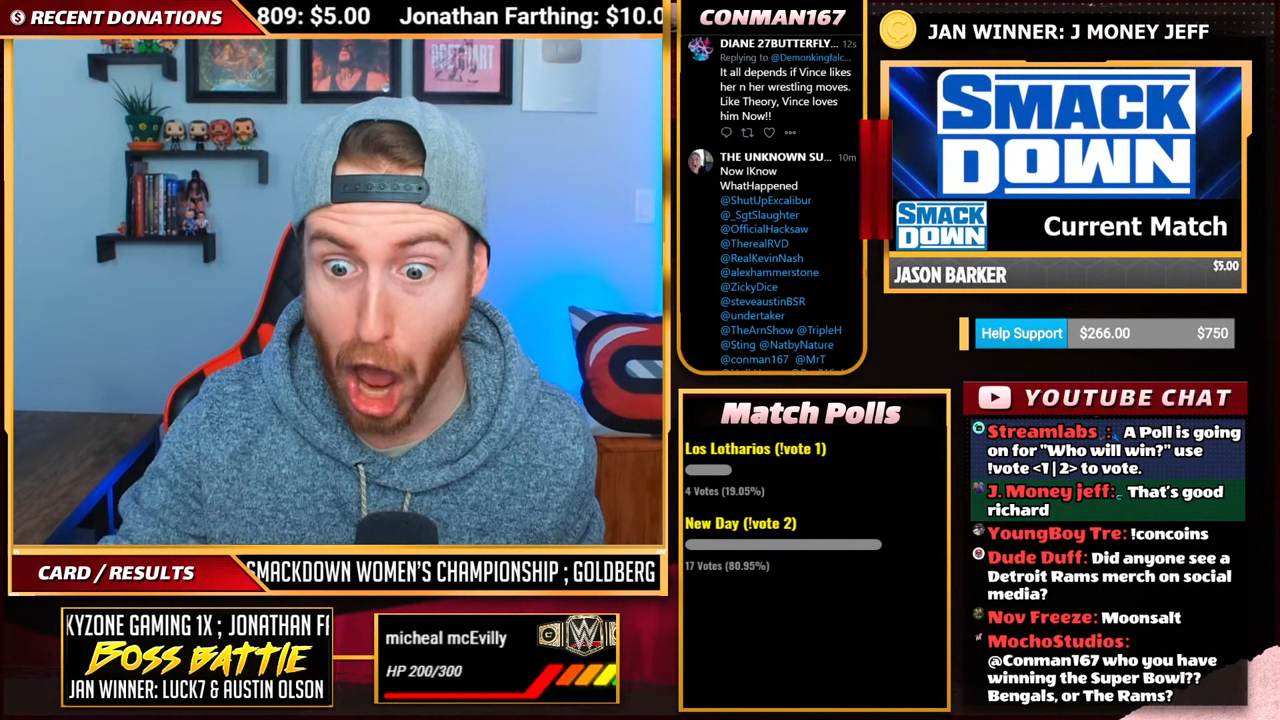 RECENT DONATIONS
809: $5.00 Jonathan Farthing: $10.0
BRET HART
CARD / RESULTS
SMACKDOWN WOMEN'S CHAMPIONSHIP ; GOLDBERG
KYZONE GAMING 1X ; JONATHAN F
BOSS BATTLE
JAN WINNER: LUCK7 & AUSTIN OLSON
micheal mcEvilly
HP 200/300
CONMAN167
DIANE 27BUTTERFLY... 12s
Replying to @Demonkingfalc...
It all depends if Vince likes
her n her wrestling moves.
Like Theory, Vince loves
him Now!!
THE UNKNOWN SU... 10m
Now IKnow
WhatHappened
@ShutUpExcalibur
@_SgtSlaughter
@OfficialHacksaw
@TherealRVD
@RealKevinNash
@alexhammerstone
@ZickyDice
@steveaustinBSR
@undertaker
@TheArnShow @TripleH
@Sting @NatbyNature
@conman167 @MrT
Match Polls
Los Lotharios (!vote 1)
4 Votes (19.05%)
New Day (!vote 2)
17 Votes (80.95%)
JAN WINNER: J MONEY JEFF
SMACK
DOWN
SMACK
DOWN
Current Match
JASON BARKER $5.00
Help Support $266.00 $750
YOUTUBE CHAT
Streamlabs : A Poll is going
on for "Who will win?" use
!vote <1 | 2> to vote.
J. Money jeff: That's good
richard
YoungBoy Tre: !concoins
Dude Duff: Did anyone see a
Detroit Rams merch on social
media?
Nov Freeze: Moonsalt
MochoStudios:
@Conman167 who you have
winning the Super Bowl??
Bengals, or The Rams?